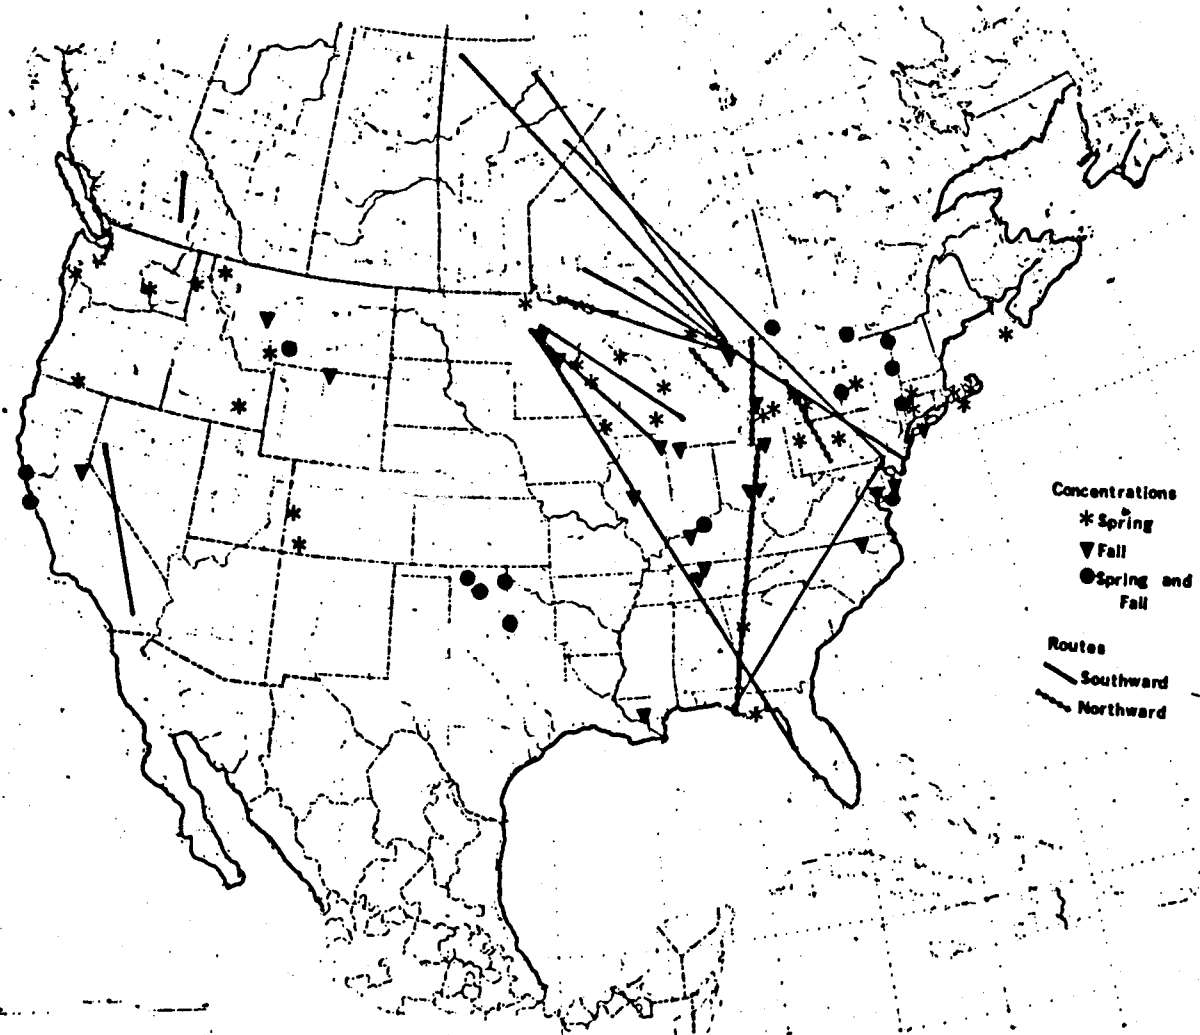 Concentrations
* Spring
▼ Fall
● Spring and
Fall
Routes
Southward
Northward